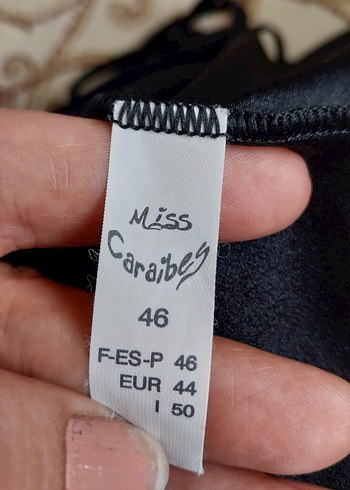 Miss
Caraibes
46
F-ES-P 46
EUR 44
I 50